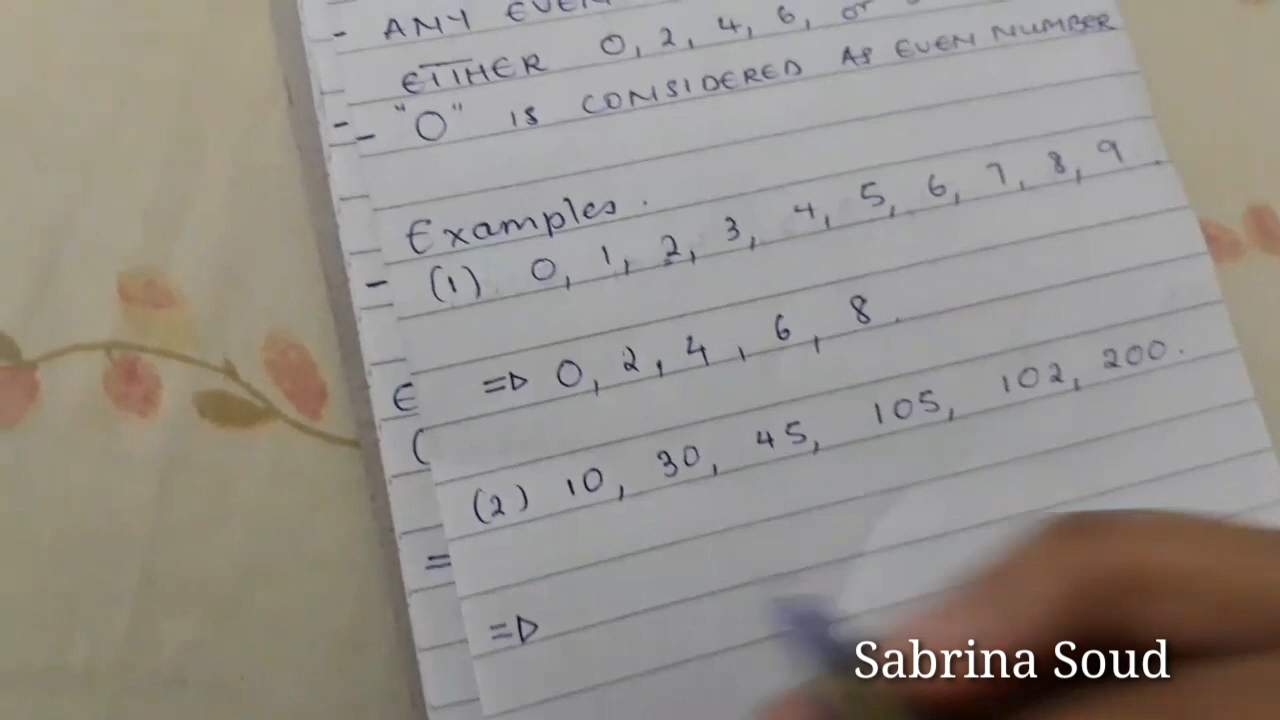 - ANY EVEN
EITHER 0, 2, 4, 6, or
- "0" IS CONSIDERED AS EVEN NUMBER
Examples.
(1) 0, 1, 2, 3, 4, 5, 6, 7, 8, 9.
=> 0, 2, 4, 6, 8.
(2) 10, 30, 45, 105, 102, 200.
=>
Sabrina Soud